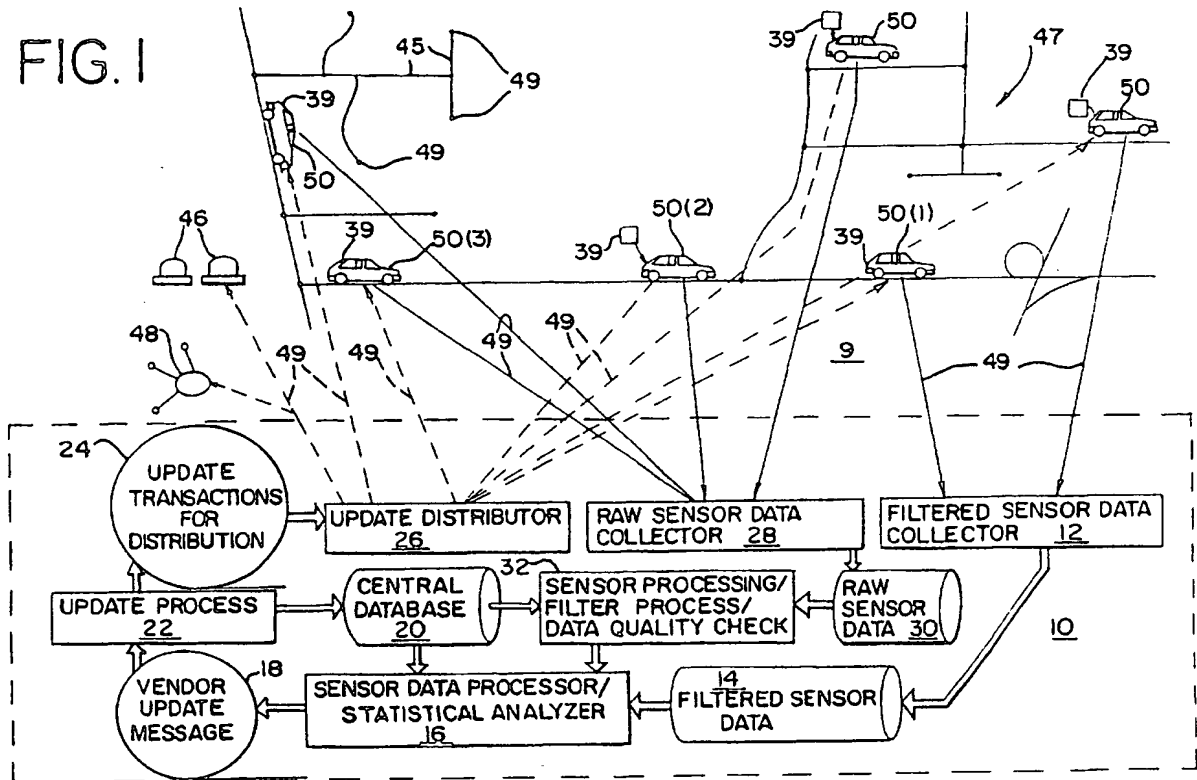 FIG. 1
45
49
39
50
49
39
50
47
39
50
46
39
50(3)
39
50(2)
39
50(1)
48
49
49
49
49
9
49
24
UPDATE
TRANSACTIONS
FOR
DISTRIBUTION
UPDATE DISTRIBUTOR
26
RAW SENSOR DATA
COLLECTOR 28
FILTERED SENSOR DATA
COLLECTOR 12
UPDATE PROCESS
22
CENTRAL
DATABASE
20
32
SENSOR PROCESSING/
FILTER PROCESS/
DATA QUALITY CHECK
RAW
SENSOR
DATA 30
10
18
VENDOR
UPDATE
MESSAGE
SENSOR DATA PROCESSOR/
STATISTICAL ANALYZER
16
14
FILTERED SENSOR
DATA